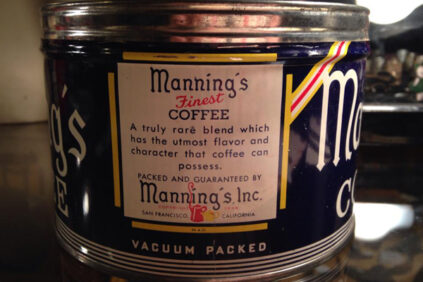 Manning's
Finest
COFFEE
A truly rare blend which
has the utmost flavor and
character that coffee can
possess.
PACKED AND GUARANTEED BY
Manning's, Inc.
SAN FRANCISCO, CALIFORNIA
VACUUM PACKED